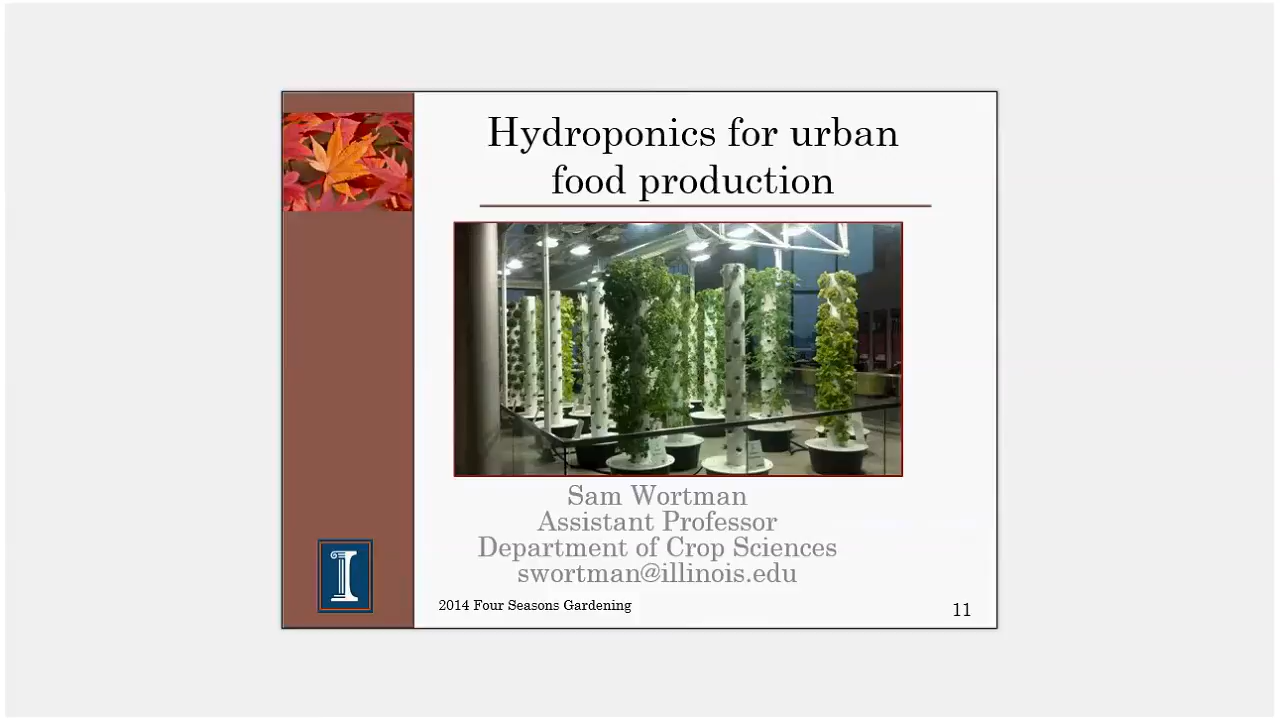 Hydroponics for urban
food production
Sam Wortman
Assistant Professor
Department of Crop Sciences
swortman@illinois.edu
2014 Four Seasons Gardening
11